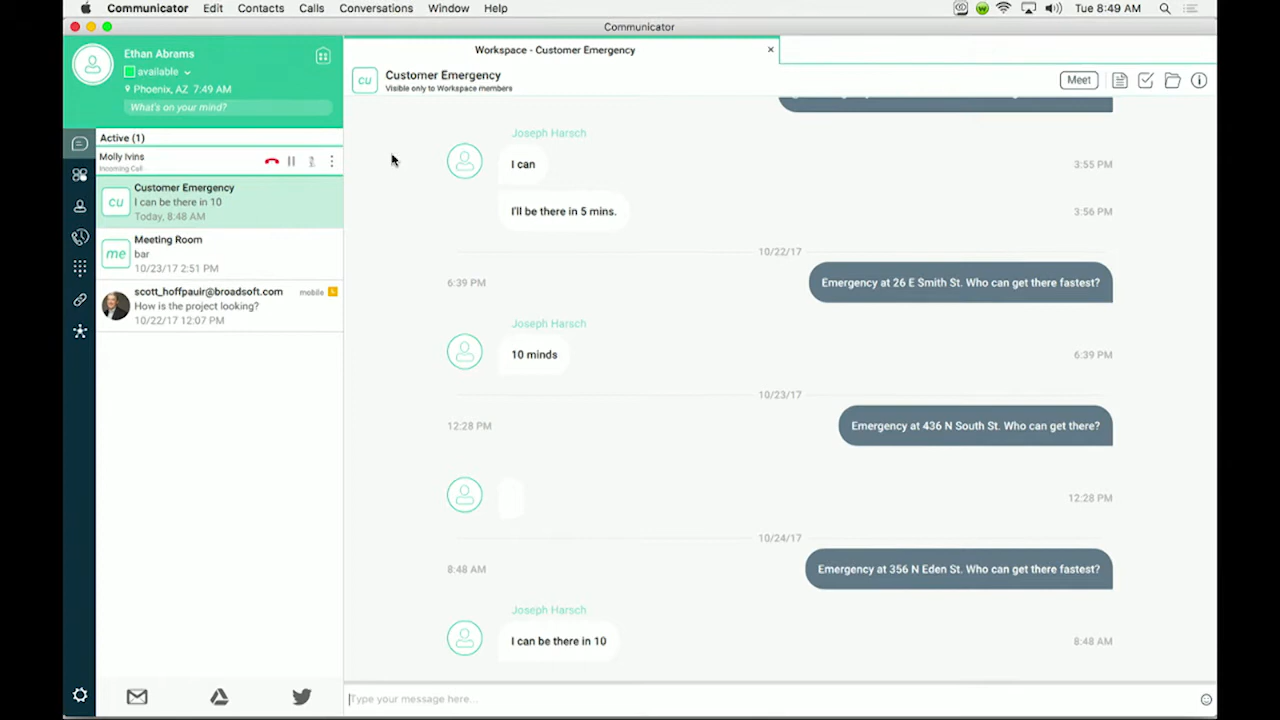 Communicator Edit Contacts Calls Conversations Window Help
Tue 8:49 AM
Communicator
Ethan Abrams
available
Phoenix, AZ 7:49 AM
What's on your mind?
Active (1)
Molly Ivins
Incoming Call
cu
Customer Emergency
I can be there in 10
Today, 8:48 AM
me
Meeting Room
bar
10/23/17 2:51 PM
scott_hoffpauir@broadsoft.com
mobile
How is the project looking?
10/22/17 12:07 PM
Workspace - Customer Emergency
cu
Customer Emergency
Visible only to Workspace members
Meet
Joseph Harsch
I can
3:55 PM
I'll be there in 5 mins.
3:56 PM
10/22/17
6:39 PM
Emergency at 26 E Smith St. Who can get there fastest?
Joseph Harsch
10 minds
6:39 PM
10/23/17
12:28 PM
Emergency at 436 N South St. Who can get there?
12:28 PM
10/24/17
8:48 AM
Emergency at 356 N Eden St. Who can get there fastest?
Joseph Harsch
I can be there in 10
8:48 AM
Type your message here...